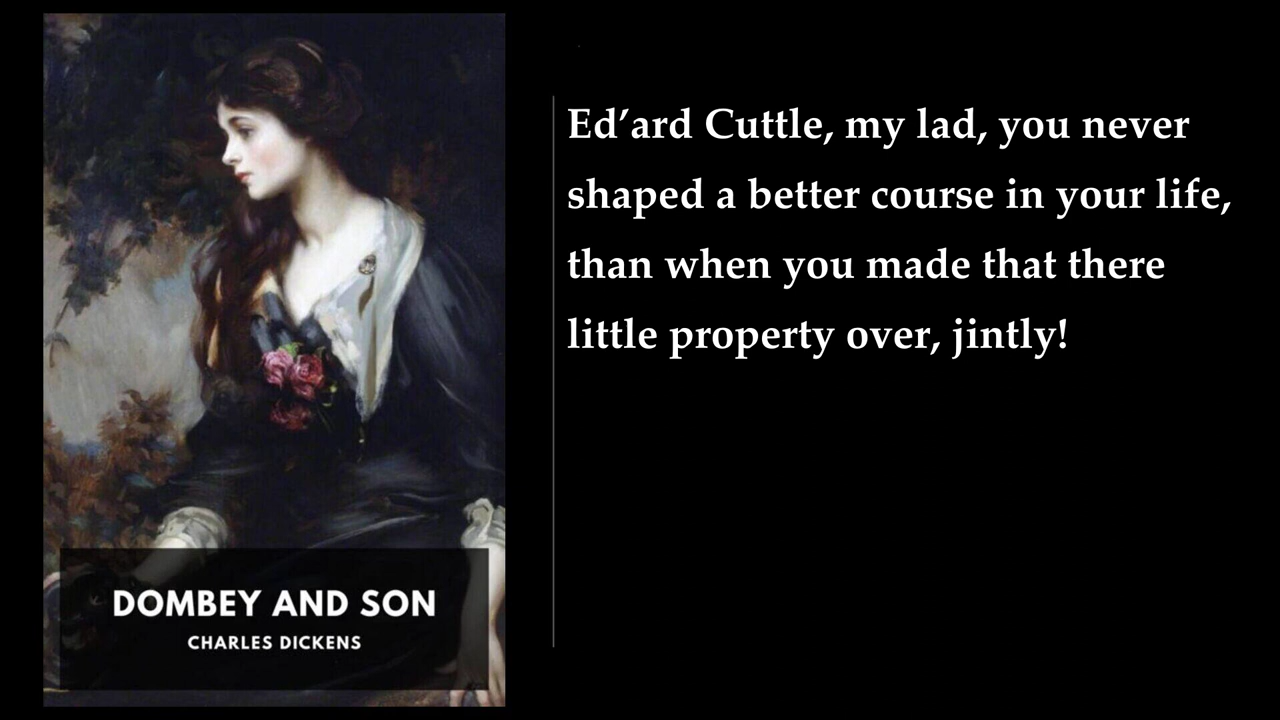 Ed’ard Cuttle, my lad, you never
shaped a better course in your life,
than when you made that there
little property over, jintly!
DOMBEY AND SON
CHARLES DICKENS